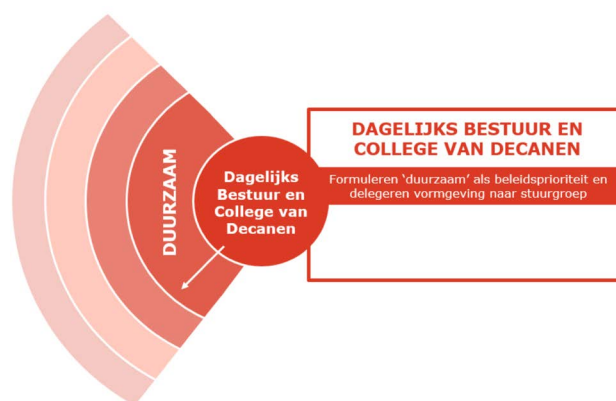 DUURZAAM
Dagelijks
Bestuur en
College van
Decanen
DAGELIJKS BESTUUR EN
COLLEGE VAN DECANEN
Formuleren ‘duurzaam’ als beleidsprioriteit en
delegeren vormgeving naar stuurgroep